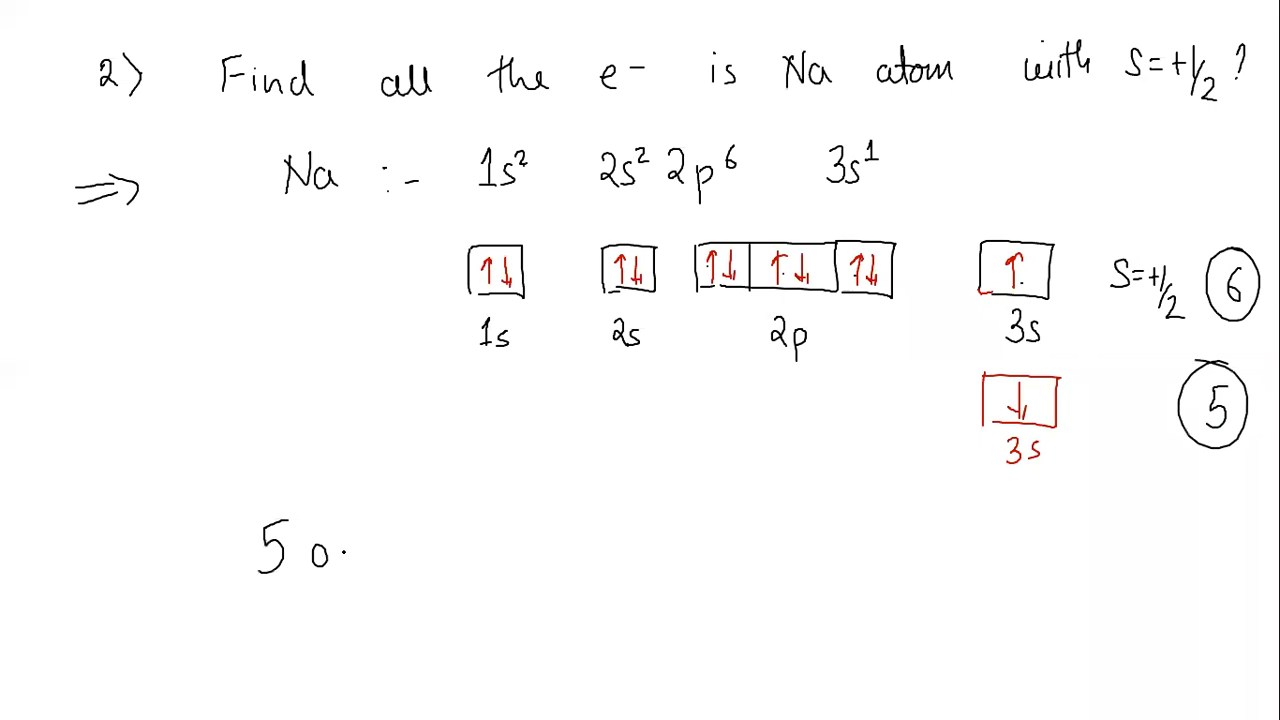 2) Find all the e- is Na atom with S=+1/2 ?
⇒ Na :- 1s² 2s² 2p⁶ 3s¹
↑↓ ↑↓ ↑↓ ↑↓ ↑↓ ↑ S=+1/2 6
1s 2s 2p 3s
↓ 5
3s
5 o